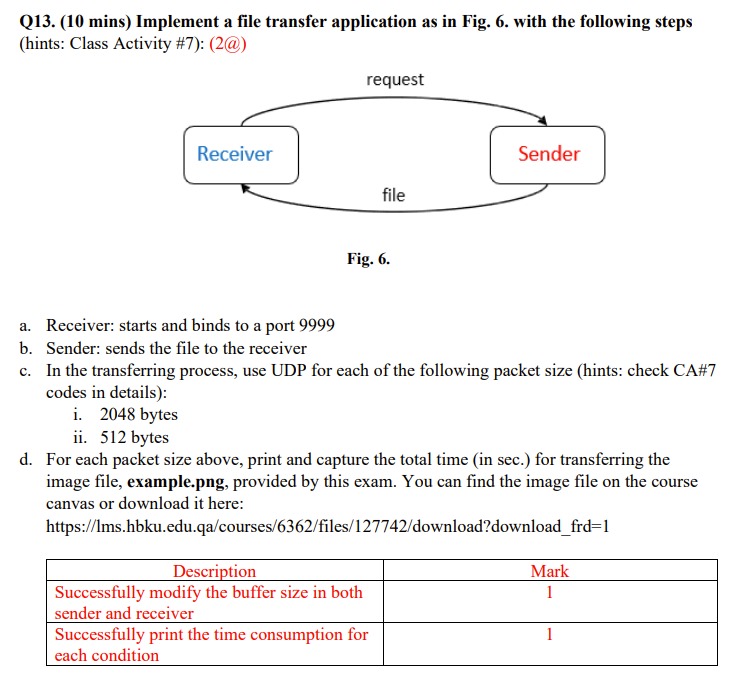 Q13. (10 mins) Implement a file transfer application as in Fig. 6. with the following steps
(hints: Class Activity #7): (2@)
request
Receiver
Sender
file
Fig. 6.
a. Receiver: starts and binds to a port 9999
b. Sender: sends the file to the receiver
c. In the transferring process, use UDP for each of the following packet size (hints: check CA#7
codes in details):
i. 2048 bytes
ii. 512 bytes
d. For each packet size above, print and capture the total time (in sec.) for transferring the
image file, example.png, provided by this exam. You can find the image file on the course
canvas or download it here:
https://lms.hbku.edu.qa/courses/6362/files/127742/download?download_frd=1
Description Mark
Successfully modify the buffer size in both 1
sender and receiver
Successfully print the time consumption for 1
each condition